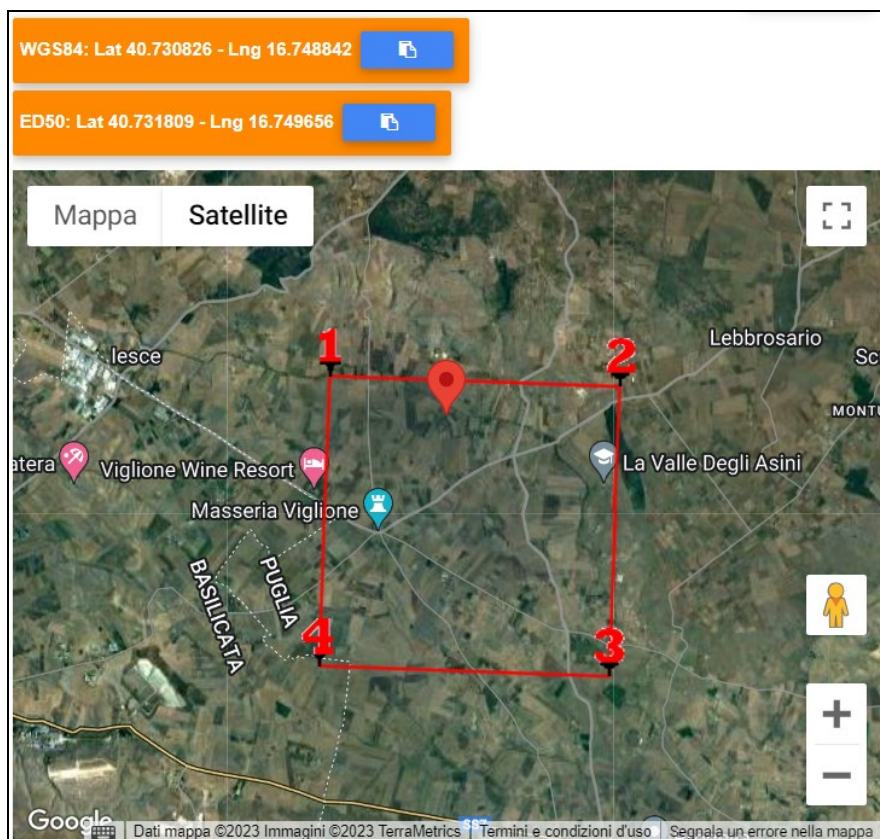 WGS84: Lat 40.730826 - Lng 16.748842
ED50: Lat 40.731809 - Lng 16.749656
Mappa Satellite
1
2
Iesce
Lebbrosario
Sc
MONTU
atera
Viglione Wine Resort
La Valle Degli Asini
Masseria Viglione
BASILICATA
PUGLIA
4
3
Google
SS7
Dati mappa ©2023 Immagini ©2023 TerraMetrics
Termini e condizioni d'uso
Segnala un errore nella mappa